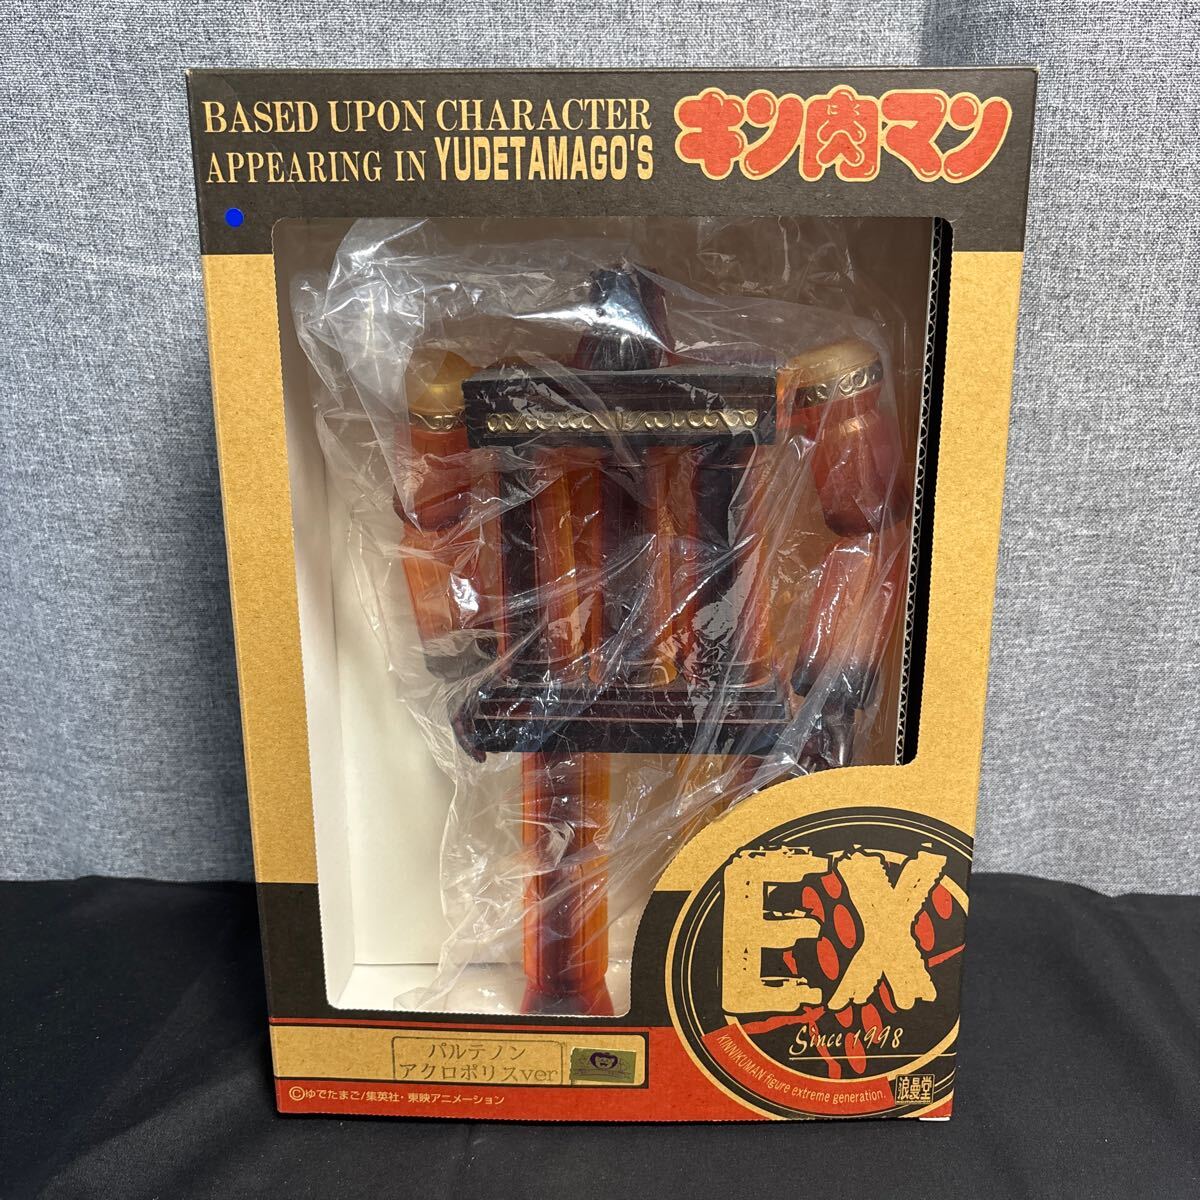 BASED UPON CHARACTER
APPEARING IN YUDETAMAGO'S
キン肉マン
にく
EX
Since 1998
KINNIKUMAN figure extreme generation.
浪曼堂
パルテノン
アクロポリスver
©ゆでたまご/集英社・東映アニメーション